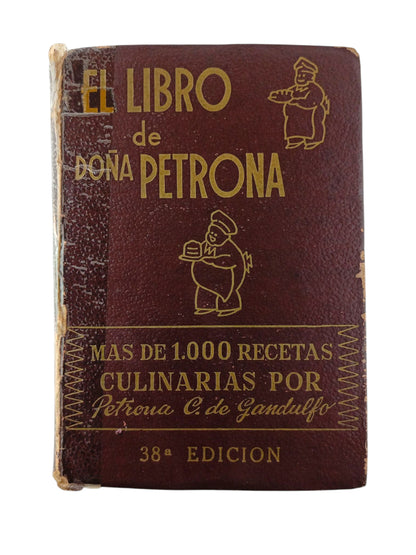 EL LIBRO
de
DOÑA PETRONA
MAS DE 1.000 RECETAS
CULINARIAS POR
Petrona C. de Gandulfo
38ª EDICION